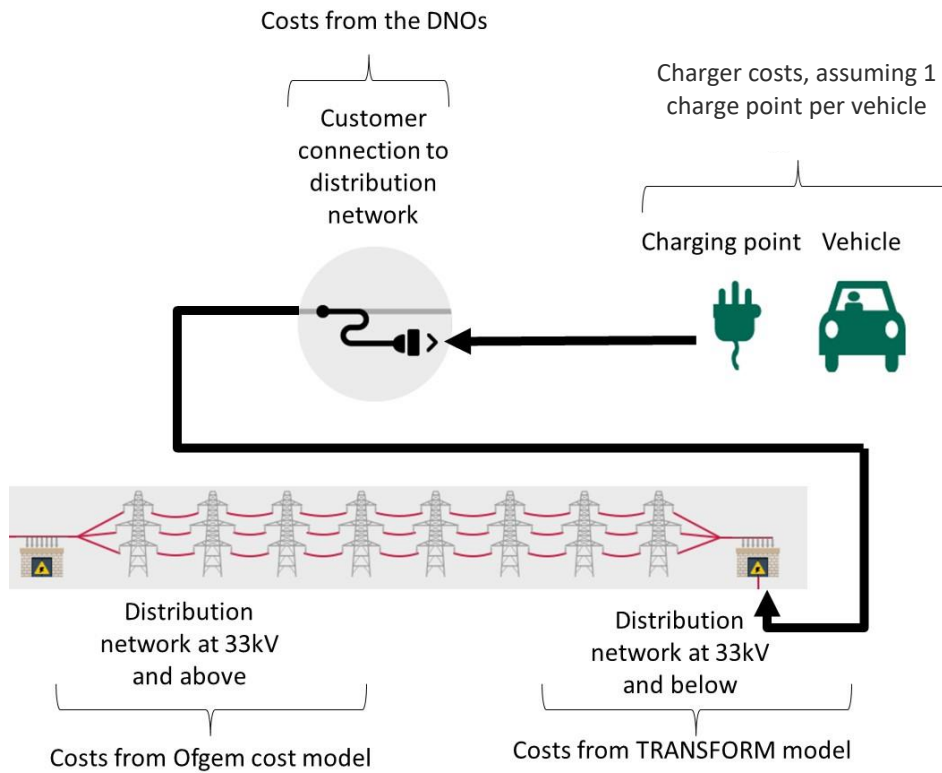 Costs from the DNOs
Customer
connection to
distribution
network
Charger costs, assuming 1
charge point per vehicle
Charging point
Vehicle
Distribution
network at 33kV
and above
Costs from Ofgem cost model
Distribution
network at 33kV
and below
Costs from TRANSFORM model